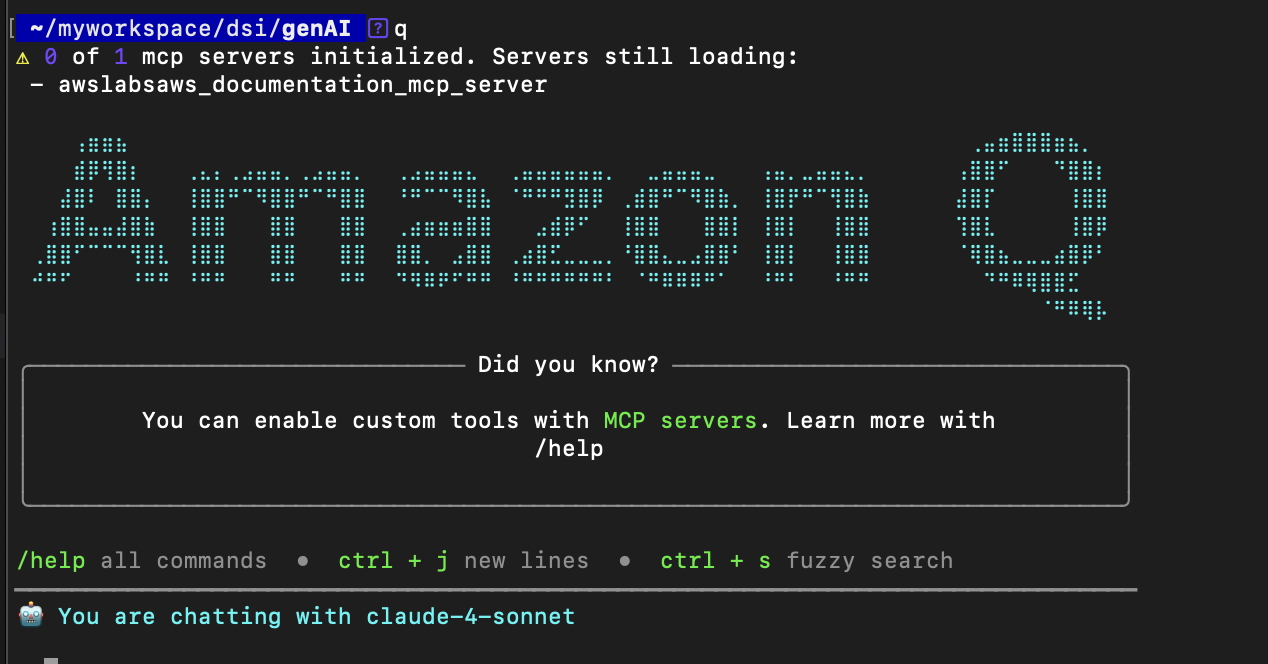 ~/myworkspace/dsi/genAI ? q
⚠ 0 of 1 mcp servers initialized. Servers still loading:
- awslabsaws_documentation_mcp_server
Amazon Q
Did you know?
You can enable custom tools with MCP servers. Learn more with
/help
/help all commands • ctrl + j new lines • ctrl + s fuzzy search
🤖 You are chatting with claude-4-sonnet